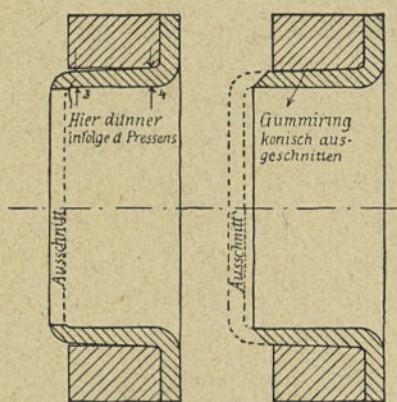 3
4
Hier dünner
infolge d. Pressens
Ausschnitt
Gummiring
konisch aus-
geschnitten
Ausschnitt